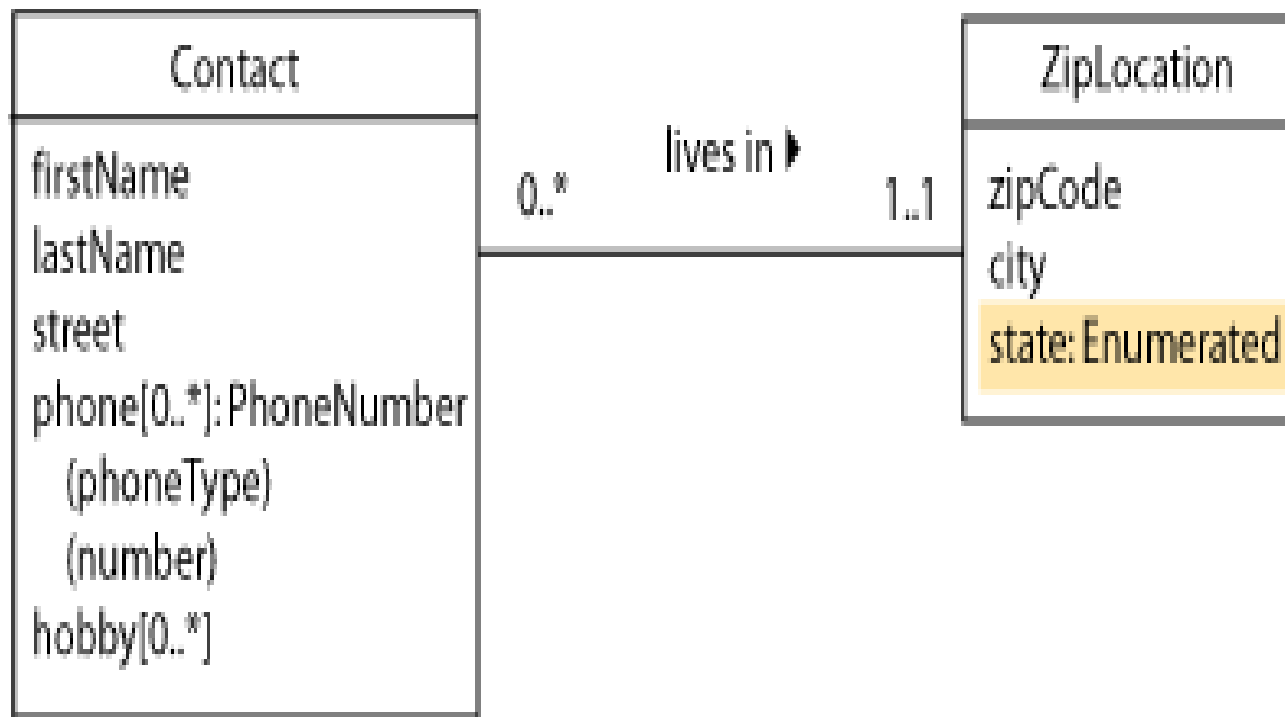 Contact
firstName
lastName
street
phone[0..*]: PhoneNumber
(phoneType)
(number)
hobby[0..*]
0..*
lives in
1..1
ZipLocation
zipCode
city
state: Enumerated